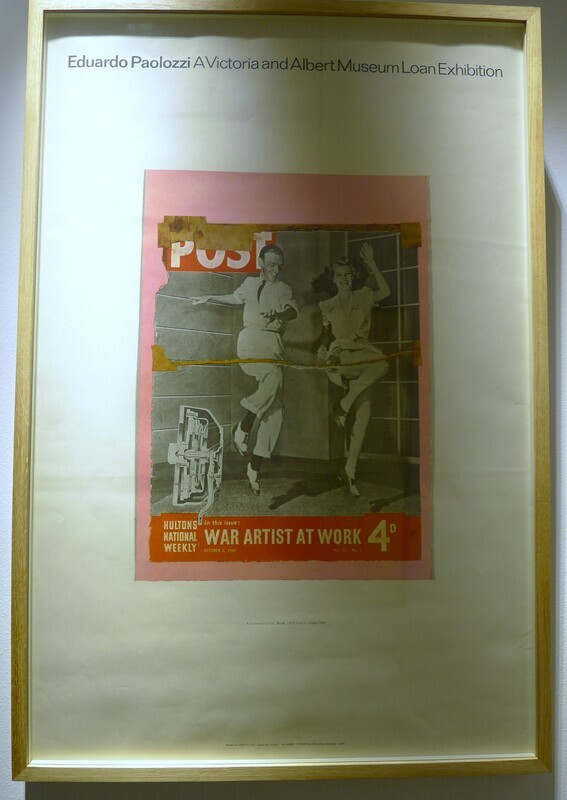 Eduardo Paolozzi A Victoria and Albert Museum Loan Exhibition
POST
HULTON'S
NATIONAL
WEEKLY
In this issue:
WAR ARTIST AT WORK
4D